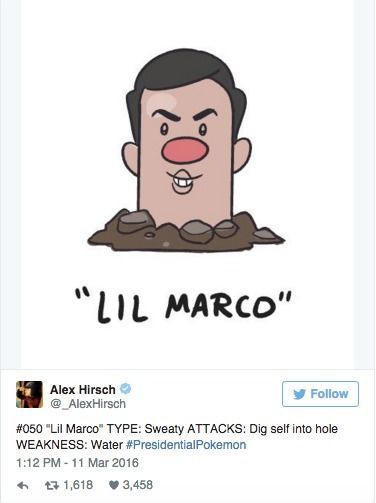 "LIL MARCO"
Alex Hirsch
@_AlexHirsch
Follow
#050 "Lil Marco" TYPE: Sweaty ATTACKS: Dig self into hole
WEAKNESS: Water #PresidentialPokemon
1:12 PM - 11 Mar 2016
1,618 3,458